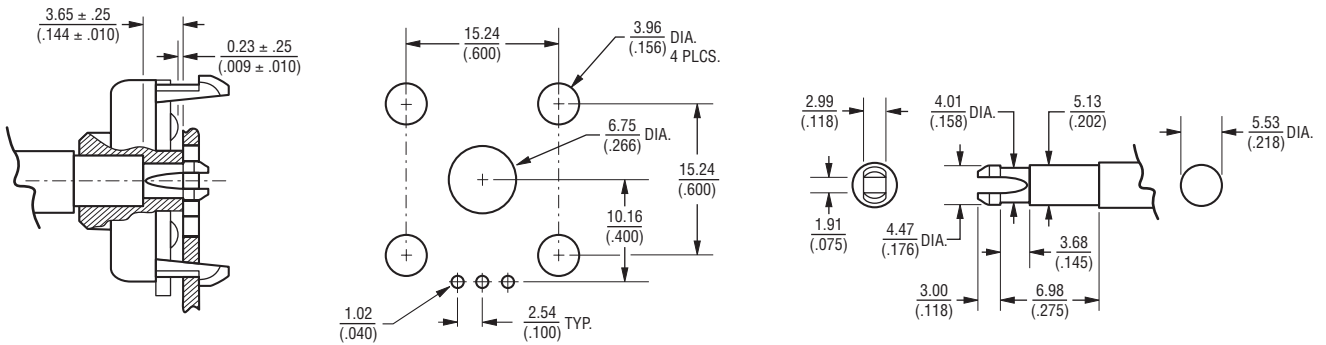 3.65 ± .25
(.144 ± .010)
0.23 ± .25
(.009 ± .010)
15.24
(.600)
3.96
(.156)
DIA.
4 PLCS.
6.75
(.266)
DIA.
15.24
(.600)
10.16
(.400)
1.02
(.040)
2.54
(.100)
TYP.
2.99
(.118)
1.91
(.075)
4.01
(.158)
DIA.
5.13
(.202)
5.53
(.218)
DIA.
4.47
(.176)
DIA.
3.68
(.145)
3.00
(.118)
6.98
(.275)